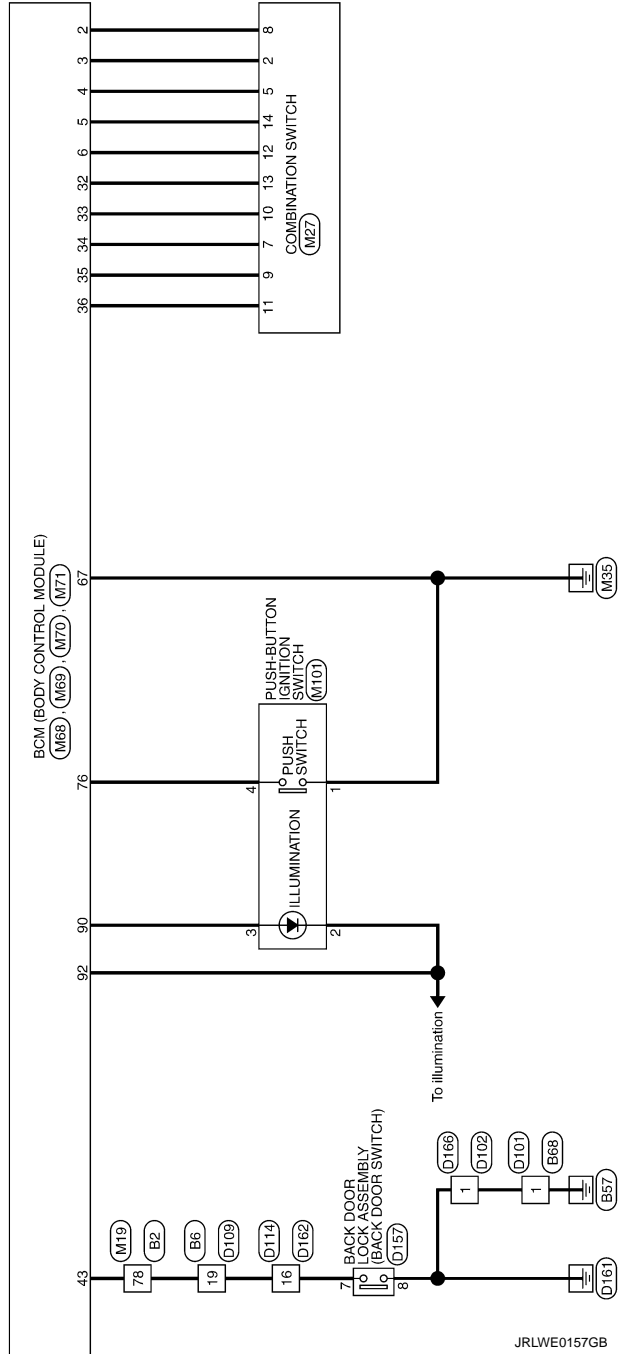 BCM (BODY CONTROL MODULE)
M68 , M69 , M70 , M71
43
92
90
76
67
36
35
34
33
32
6
5
4
3
2
M19
78
B2
B6
19
D109
D114
16
D162
7
BACK DOOR
LOCK ASSEMBLY
(BACK DOOR SWITCH)
D157
8
D166
1
D102
D101
1
B68
D161
B57
To illumination
3
ILLUMINATION
2
4
PUSH
SWITCH
1
PUSH-BUTTON
IGNITION
SWITCH
M101
M35
11
9
7
10
13
12
14
5
2
8
COMBINATION SWITCH
M27
JRLWE0157GB